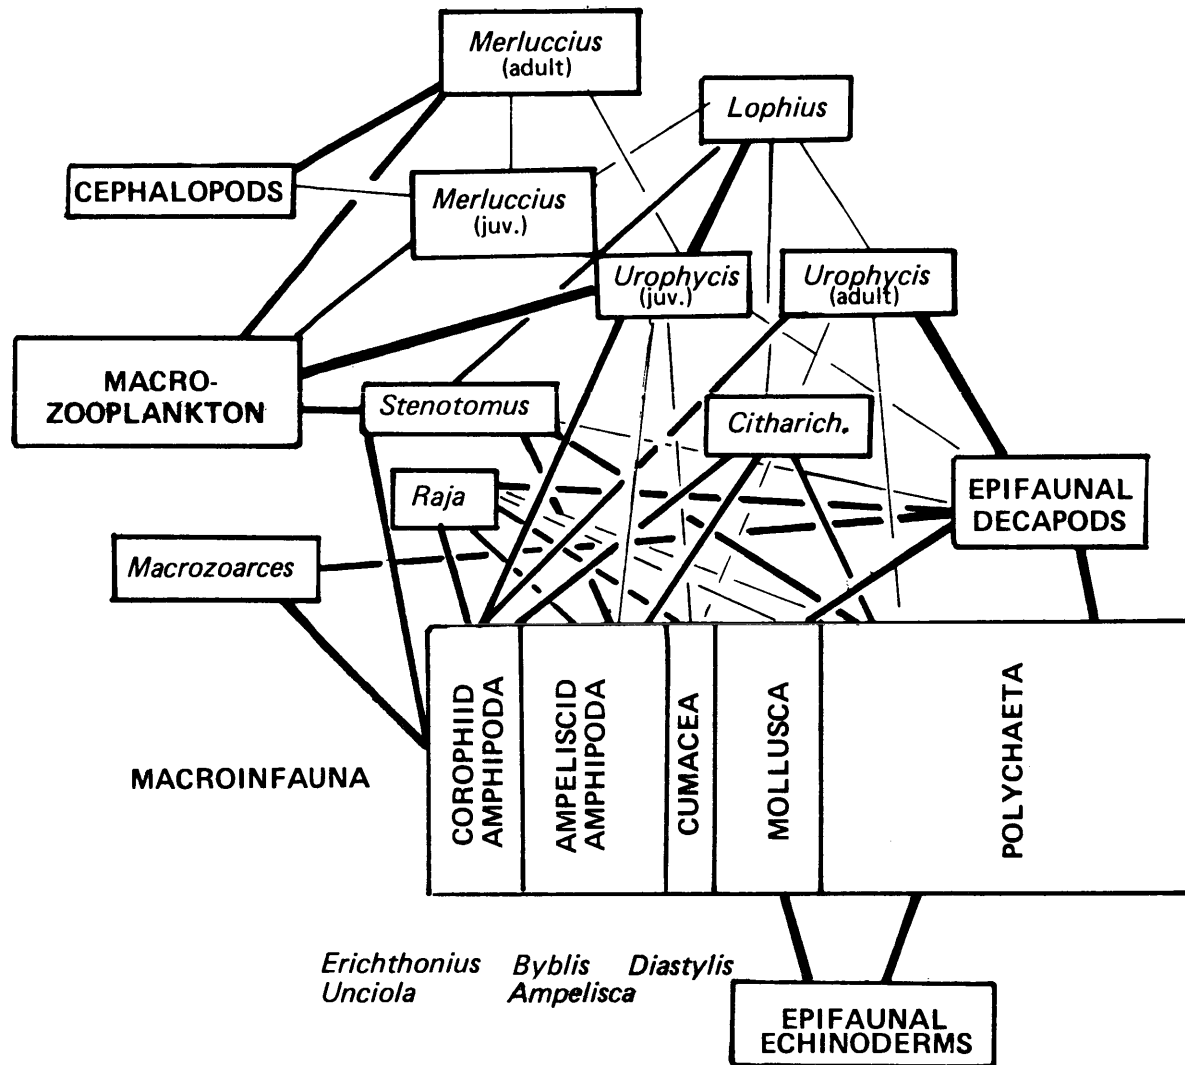 Merluccius
(adult)
Lophius
CEPHALOPODS
Merluccius
(juv.)
Urophycis
(juv.)
Urophycis
(adult)
MACRO-
ZOOPLANKTON
Stenotomus
Citharich.
Raja
EPIFAUNAL
DECAPODS
Macrozoarces
MACROINFAUNA
COROPHIID
AMPHIPODA
AMPELISCID
AMPHIPODA
CUMACEA
MOLLUSCA
POLYCHAETA
Erichthonius Byblis Diastylis
Unciola Ampelisca
EPIFAUNAL
ECHINODERMS